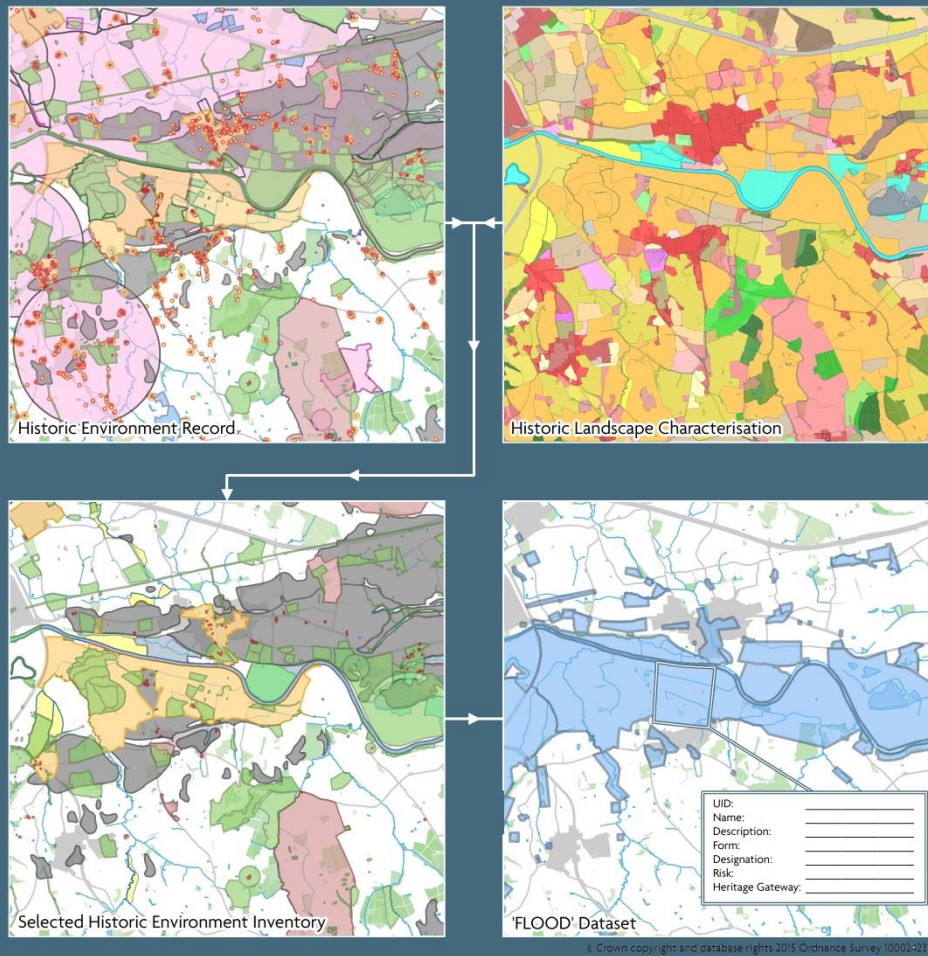 Historic Environment Record
Historic Landscape Characterisation
Selected Historic Environment Inventory
'FLOOD' Dataset
UID:
Name:
Description:
Form:
Designation:
Risk:
Heritage Gateway:
© Crown copyright and database rights 2015 Ordnance Survey